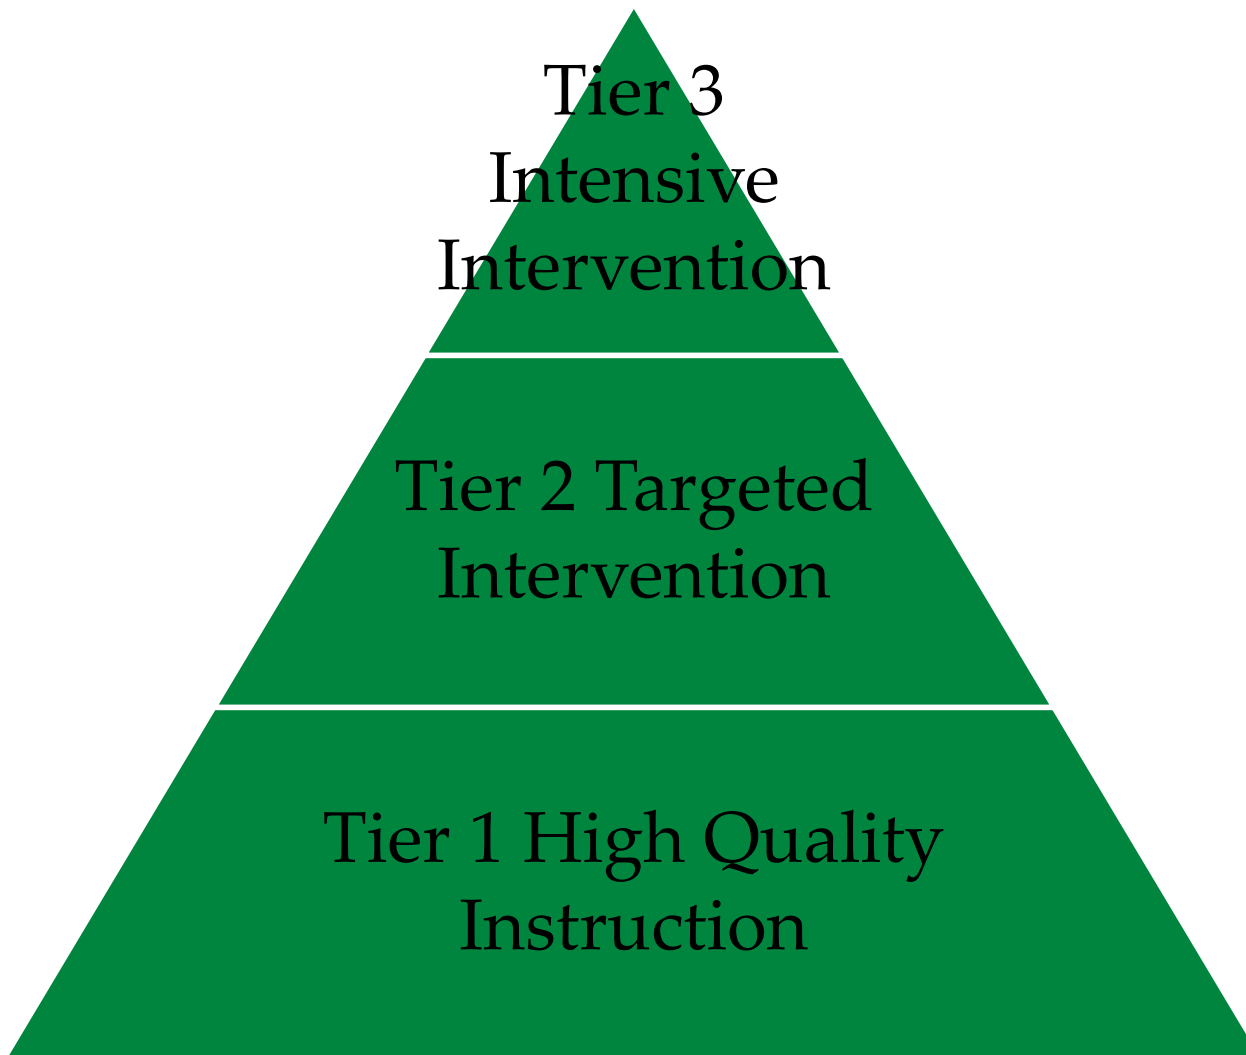 Tier 3
Intensive
Intervention
Tier 2 Targeted
Intervention
Tier 1 High Quality
Instruction